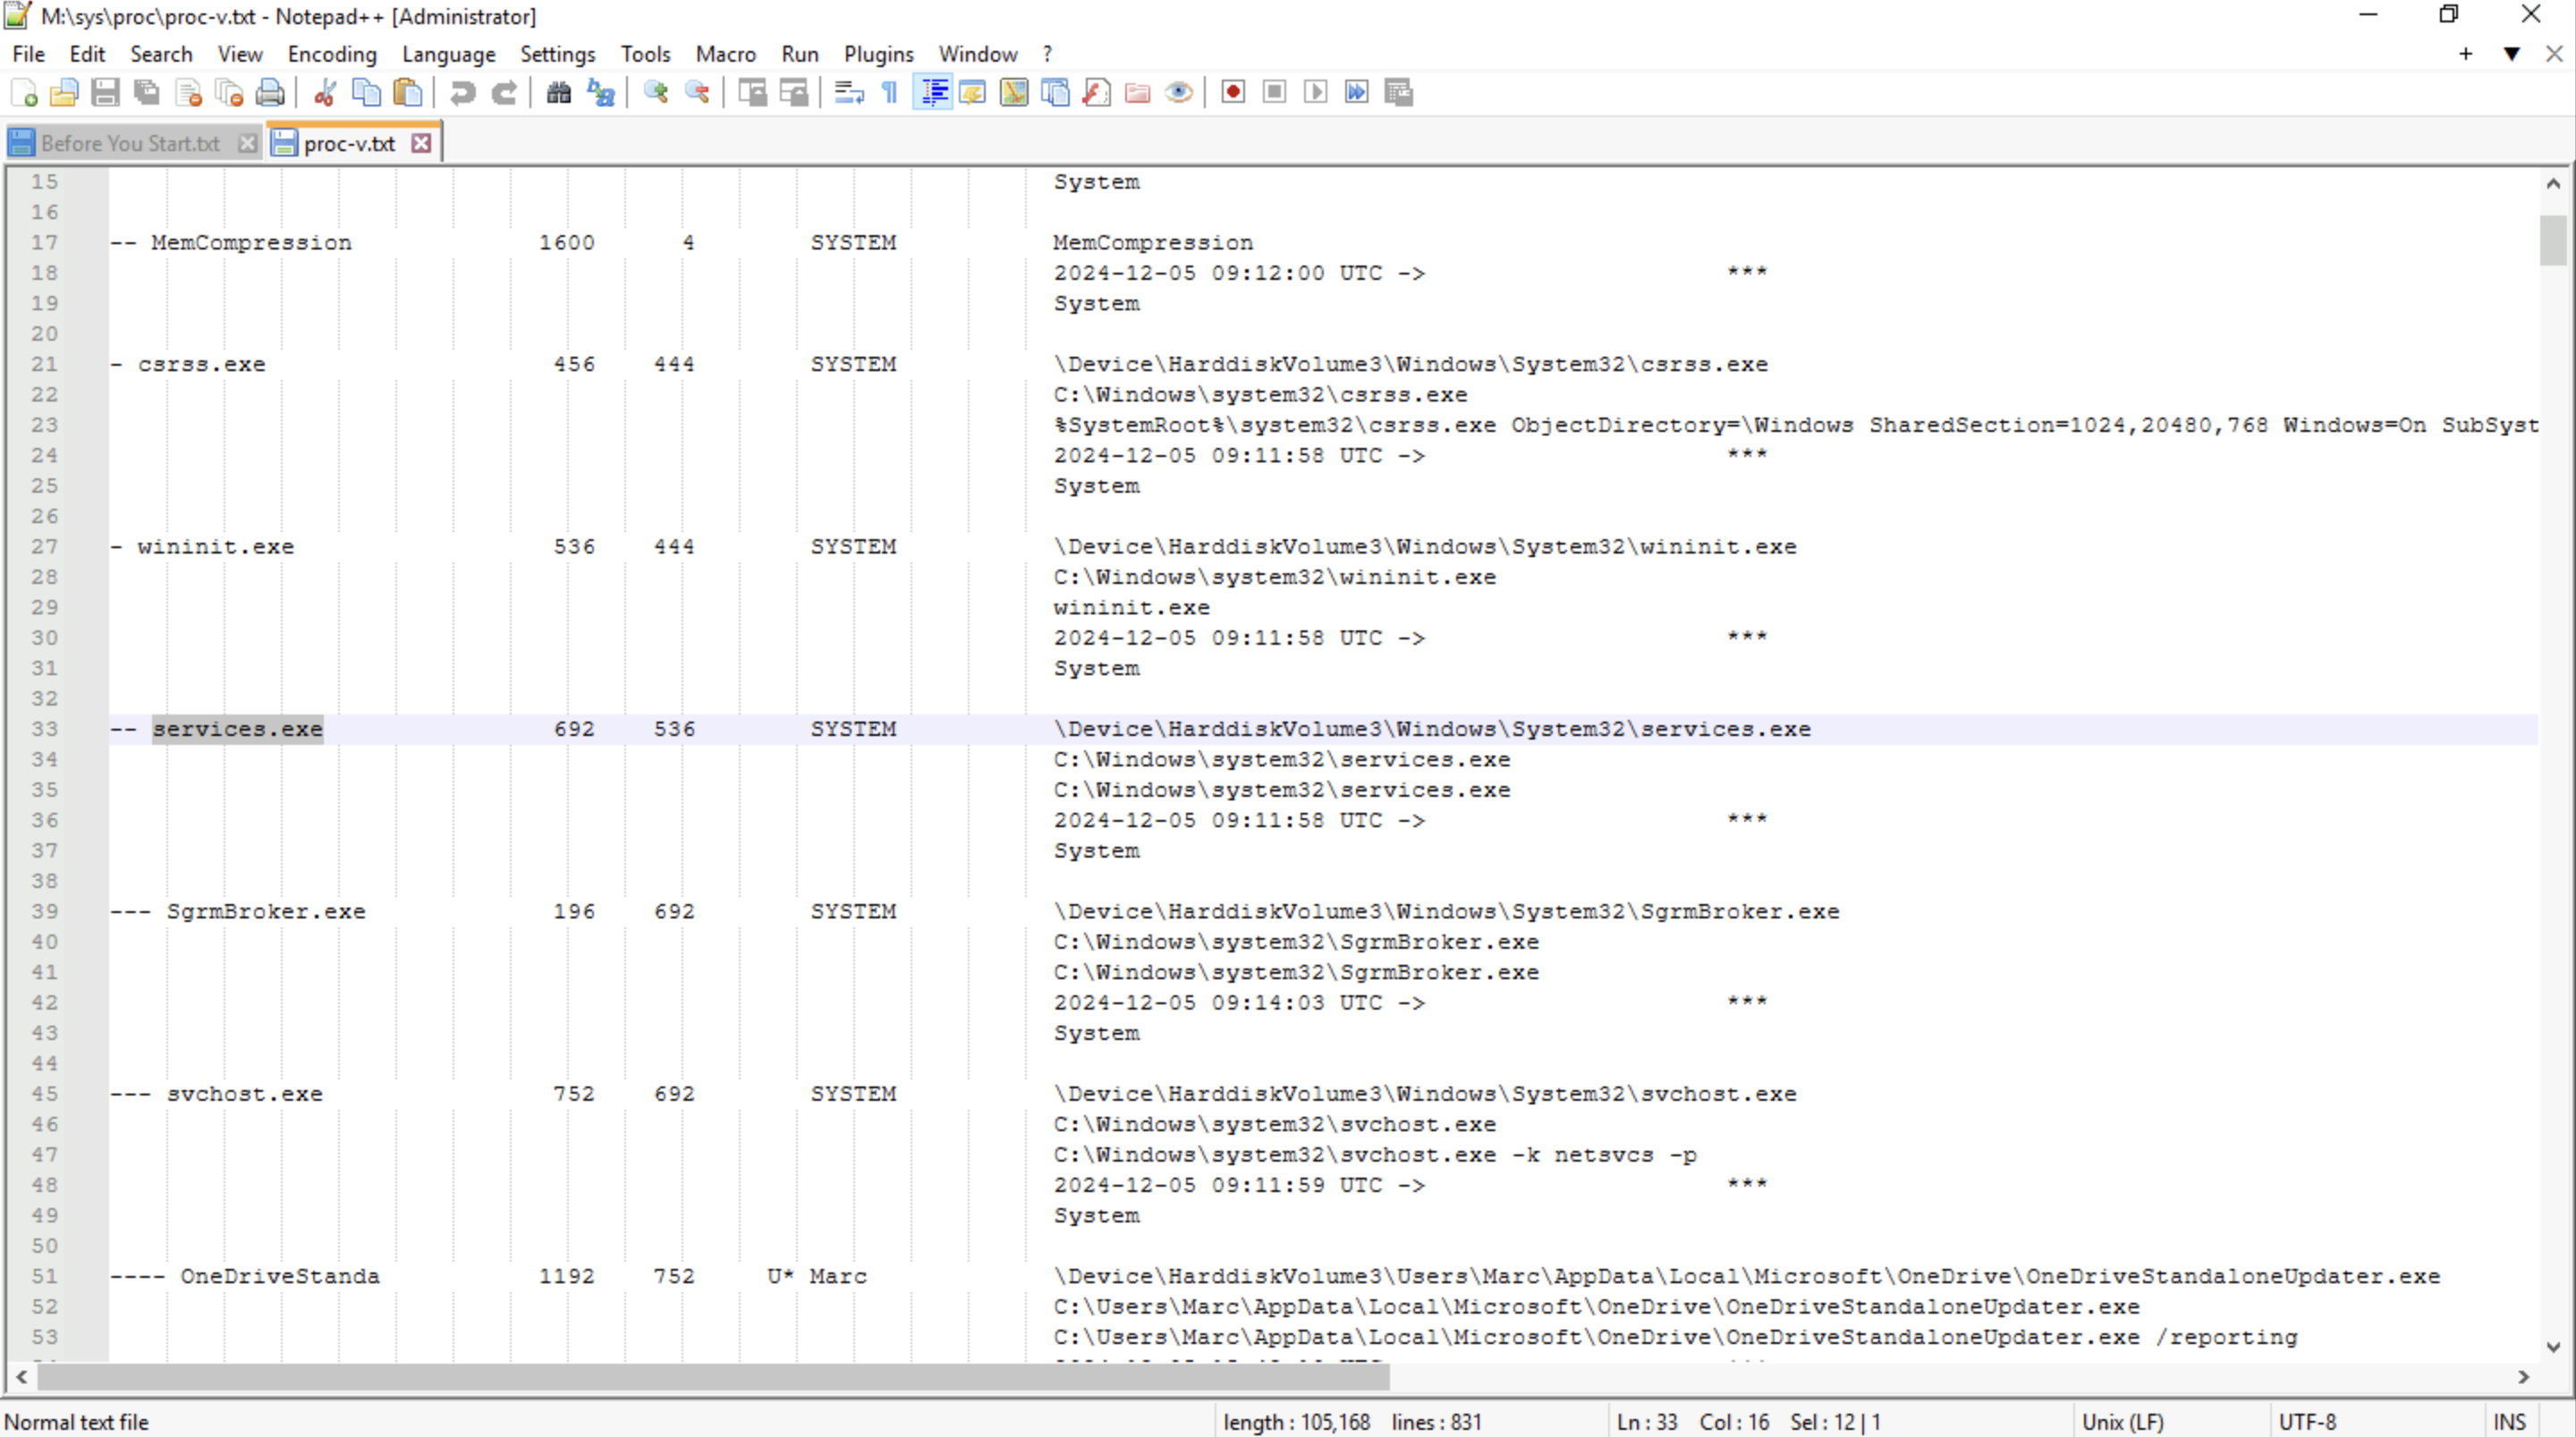 M:\sys\proc\proc-v.txt - Notepad++ [Administrator]
File Edit Search View Encoding Language Settings Tools Macro Run Plugins Window ?
Before You Start.txt proc-v.txt
15 System
16
17 -- MemCompression 1600 4 SYSTEM MemCompression
18 2024-12-05 09:12:00 UTC -> ***
19 System
20
21 - csrss.exe 456 444 SYSTEM \Device\HarddiskVolume3\Windows\System32\csrss.exe
22 C:\Windows\system32\csrss.exe
23 %SystemRoot%\system32\csrss.exe ObjectDirectory=\Windows SharedSection=1024,20480,768 Windows=On SubSyst
24 2024-12-05 09:11:58 UTC -> ***
25 System
26
27 - wininit.exe 536 444 SYSTEM \Device\HarddiskVolume3\Windows\System32\wininit.exe
28 C:\Windows\system32\wininit.exe
29 wininit.exe
30 2024-12-05 09:11:58 UTC -> ***
31 System
32
33 -- services.exe 692 536 SYSTEM \Device\HarddiskVolume3\Windows\System32\services.exe
34 C:\Windows\system32\services.exe
35 C:\Windows\system32\services.exe
36 2024-12-05 09:11:58 UTC -> ***
37 System
38
39 --- SgrmBroker.exe 196 692 SYSTEM \Device\HarddiskVolume3\Windows\System32\SgrmBroker.exe
40 C:\Windows\system32\SgrmBroker.exe
41 C:\Windows\system32\SgrmBroker.exe
42 2024-12-05 09:14:03 UTC -> ***
43 System
44
45 --- svchost.exe 752 692 SYSTEM \Device\HarddiskVolume3\Windows\System32\svchost.exe
46 C:\Windows\system32\svchost.exe
47 C:\Windows\system32\svchost.exe -k netsvcs -p
48 2024-12-05 09:11:59 UTC -> ***
49 System
50
51 ---- OneDriveStanda 1192 752 U* Marc \Device\HarddiskVolume3\Users\Marc\AppData\Local\Microsoft\OneDrive\OneDriveStandaloneUpdater.exe
52 C:\Users\Marc\AppData\Local\Microsoft\OneDrive\OneDriveStandaloneUpdater.exe
53 C:\Users\Marc\AppData\Local\Microsoft\OneDrive\OneDriveStandaloneUpdater.exe /reporting
Normal text file length : 105,168 lines : 831 Ln : 33 Col : 16 Sel : 12 | 1 Unix (LF) UTF-8 INS